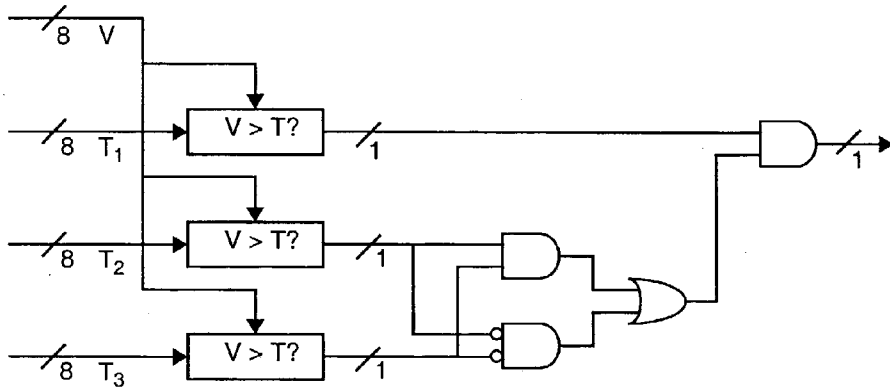 8 V
V > T?
8 T₁ 1 1
V > T?
8 T₂ 1
V > T?
8 T₃ 1